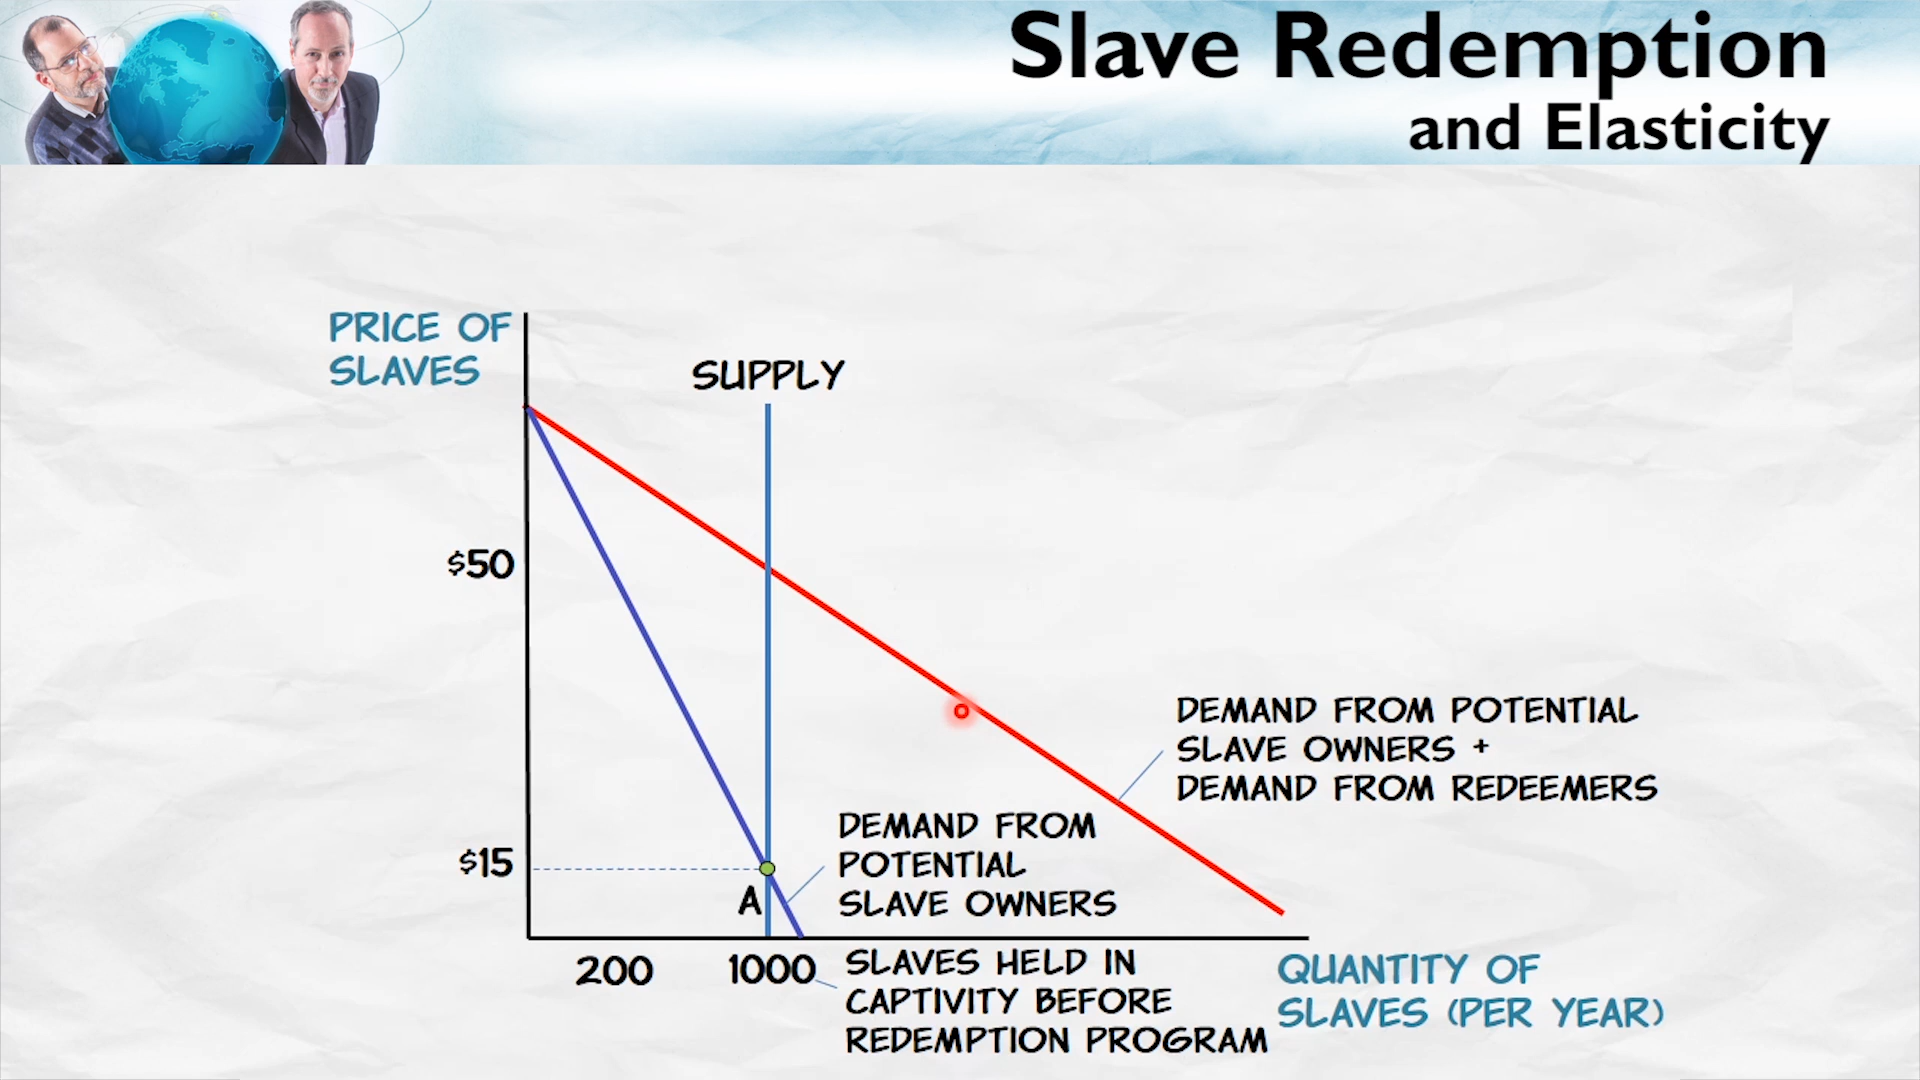 Slave Redemption
and Elasticity
PRICE OF
SLAVES
SUPPLY
$50
DEMAND FROM POTENTIAL
SLAVE OWNERS +
DEMAND FROM REDEEMERS
DEMAND FROM
POTENTIAL
SLAVE OWNERS
$15
A
200
1000
SLAVES HELD IN
CAPTIVITY BEFORE
REDEMPTION PROGRAM
QUANTITY OF
SLAVES (PER YEAR)